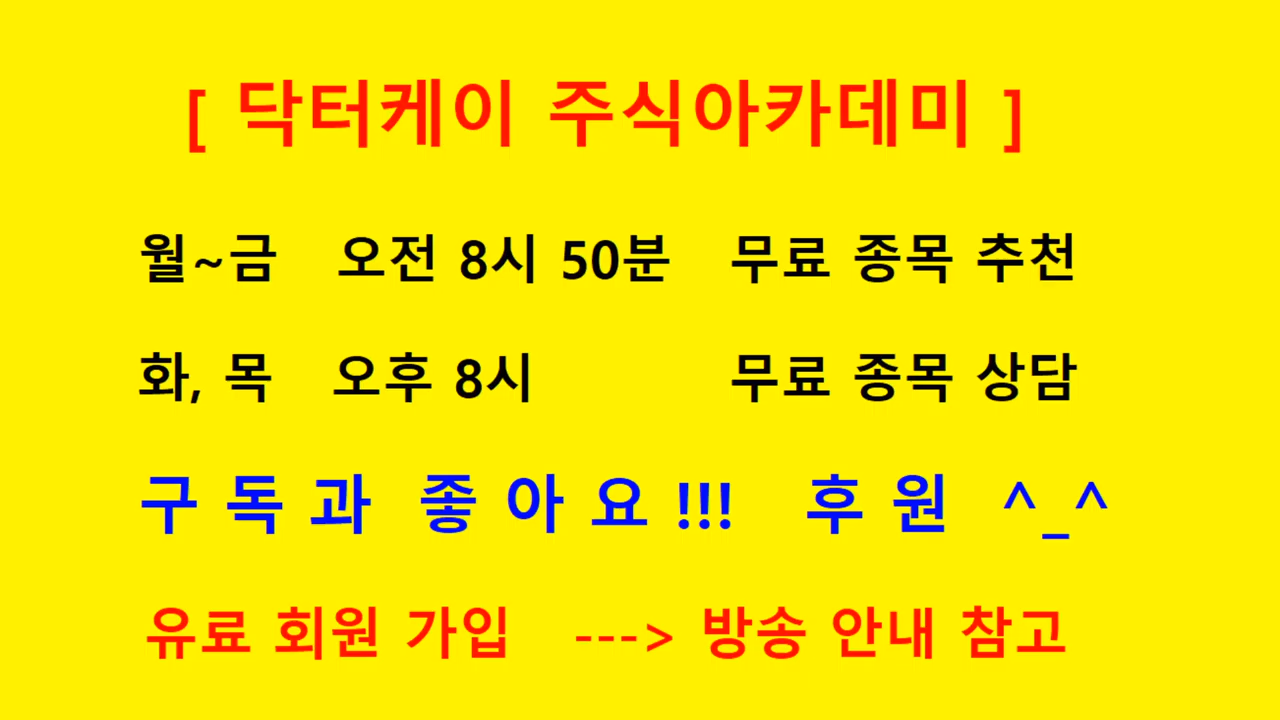 [ 닥터케이 주식아카데미 ]
월~금 오전 8시 50분 무료 종목 추천
화, 목 오후 8시 무료 종목 상담
구 독 과 좋 아 요 !!! 후 원 ^_^
유료 회원 가입 ---> 방송 안내 참고